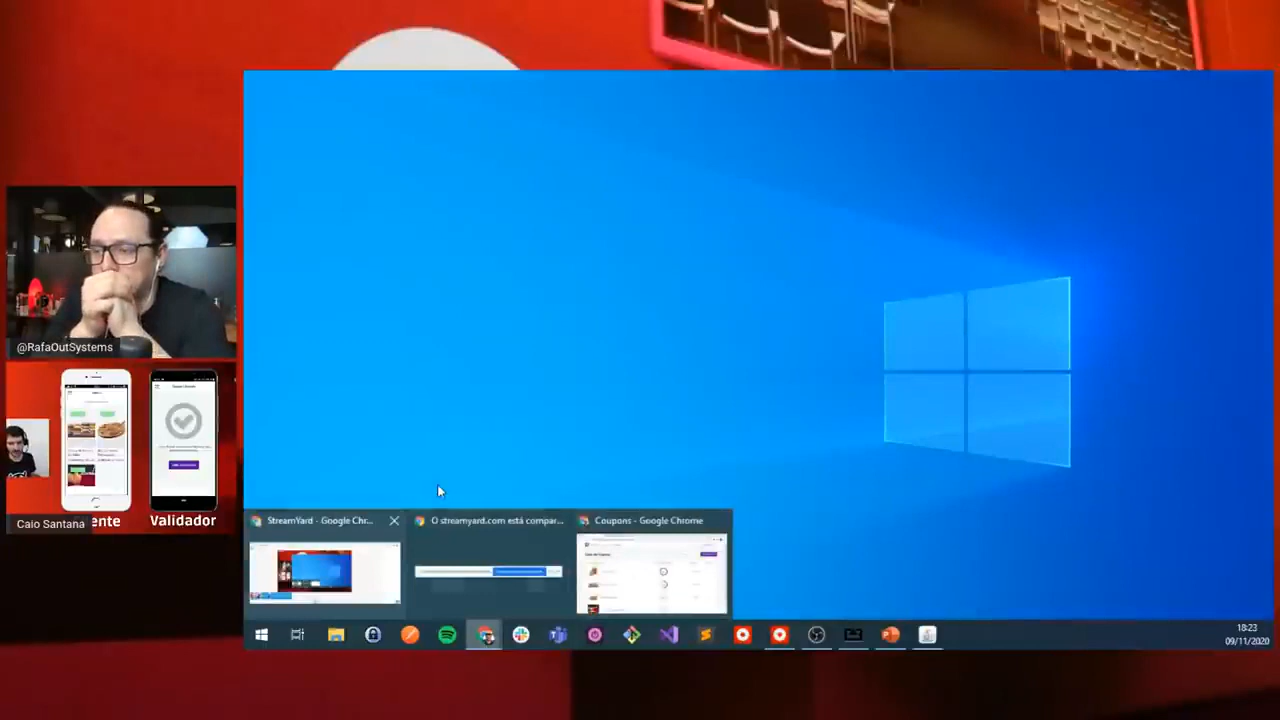 @RafaOutSystems
Caio Santana
ente
Validador
StreamYard - Google Chr...
O streamyard.com está compar...
Coupons - Google Chrome
18:23
09/11/2020